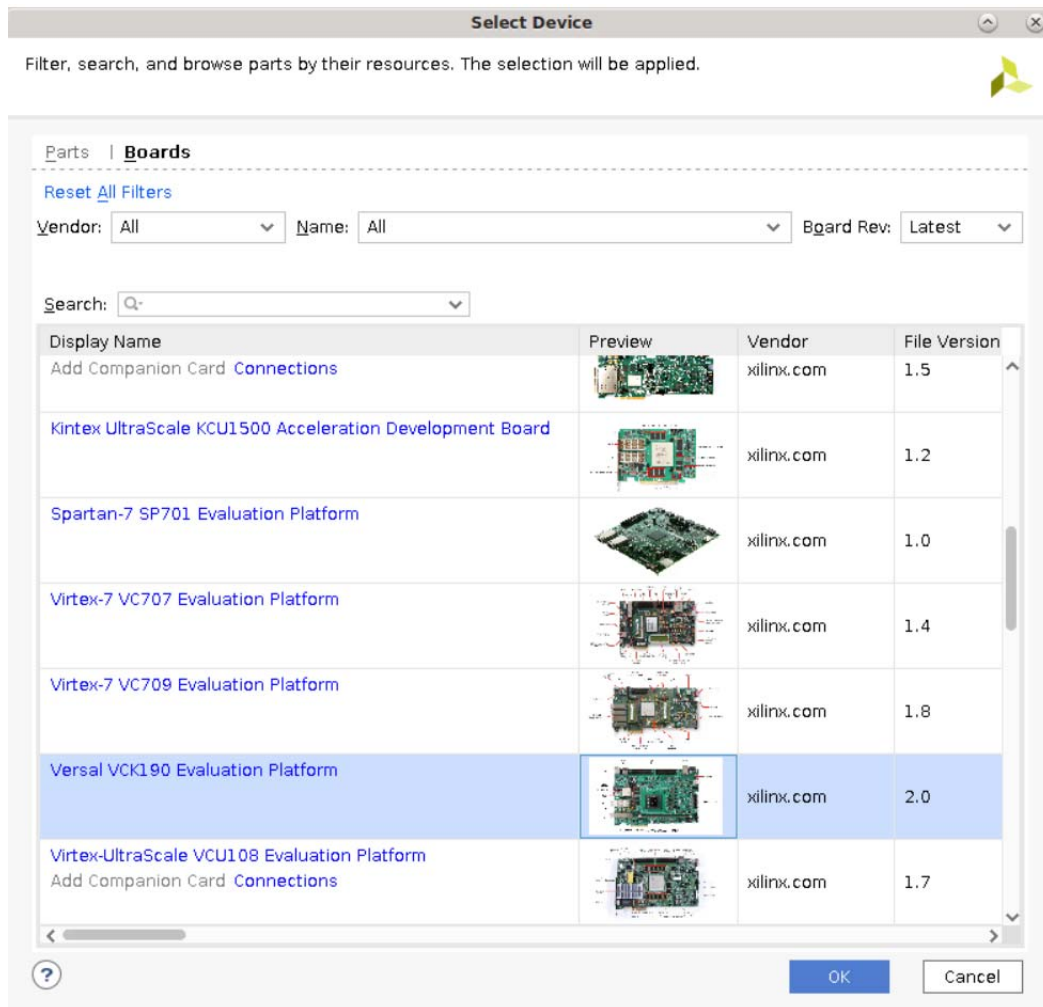 Select Device
Filter, search, and browse parts by their resources. The selection will be applied.
Parts | Boards
Reset All Filters
Vendor: All Name: All Board Rev: Latest
Search:
Display Name Preview Vendor File Version
Add Companion Card Connections xilinx.com 1.5
Kintex UltraScale KCU1500 Acceleration Development Board xilinx.com 1.2
Spartan-7 SP701 Evaluation Platform xilinx.com 1.0
Virtex-7 VC707 Evaluation Platform xilinx.com 1.4
Virtex-7 VC709 Evaluation Platform xilinx.com 1.8
Versal VCK190 Evaluation Platform xilinx.com 2.0
Virtex-UltraScale VCU108 Evaluation Platform
Add Companion Card Connections xilinx.com 1.7
? OK Cancel